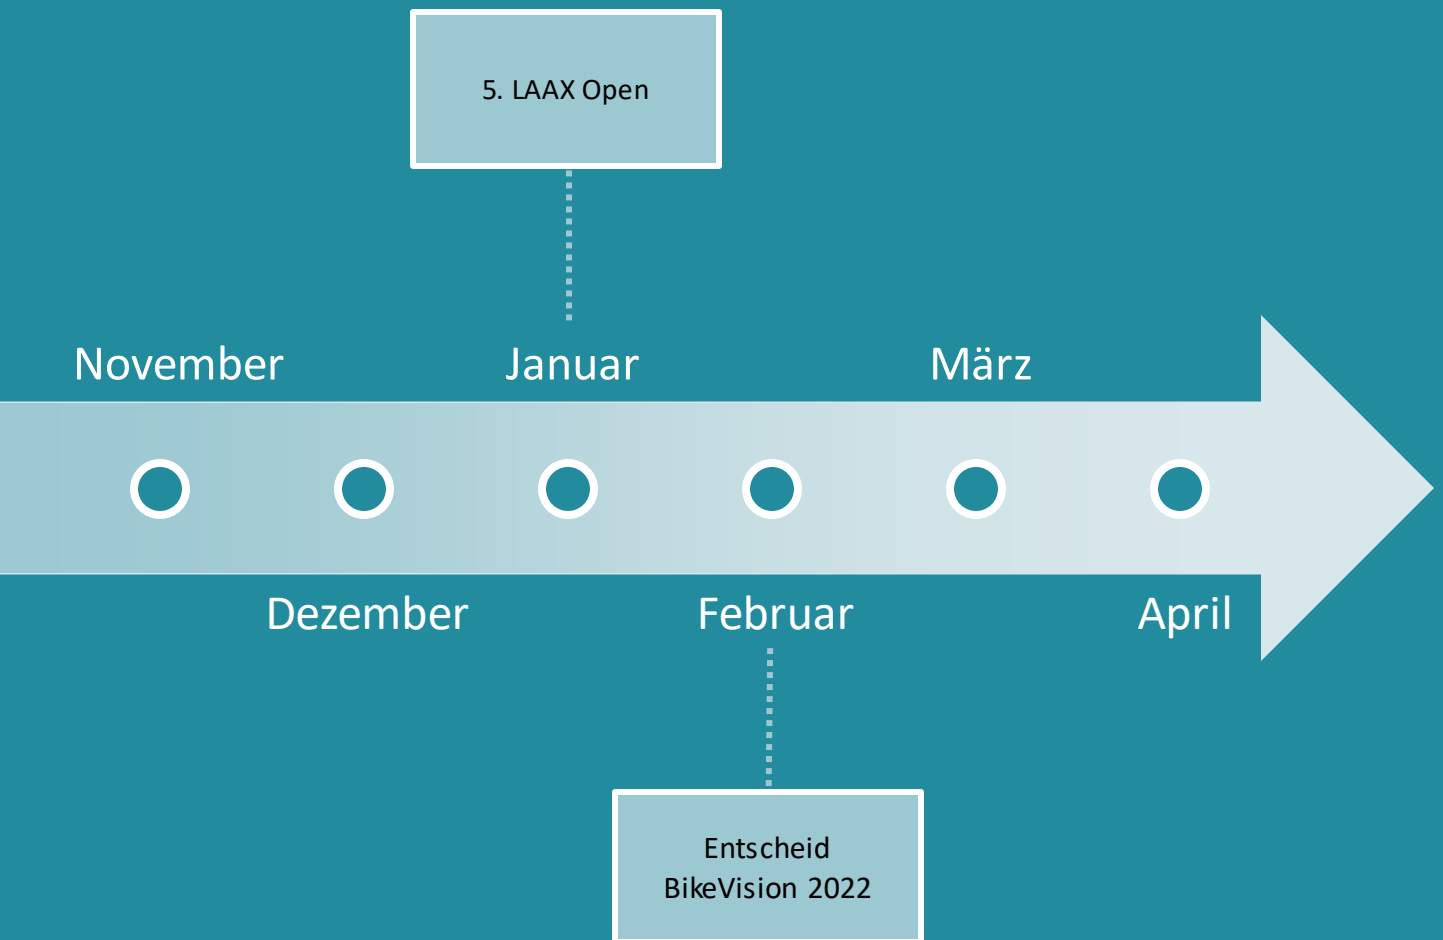 5. LAAX Open
November
Januar
März
Dezember
Februar
April
Entscheid
BikeVision 2022